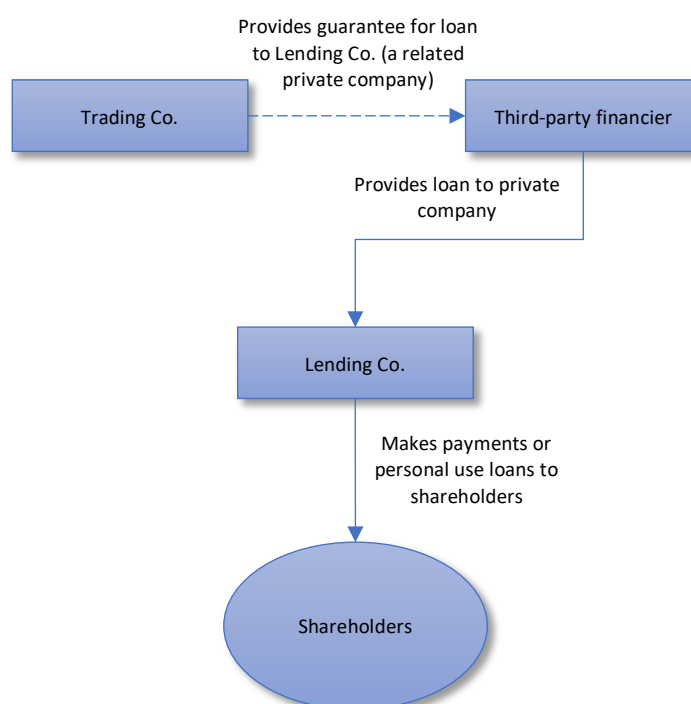 Provides guarantee for loan
to Lending Co. (a related
private company)
Trading Co.
Third-party financier
Provides loan to private
company
Lending Co.
Makes payments or
personal use loans to
shareholders
Shareholders